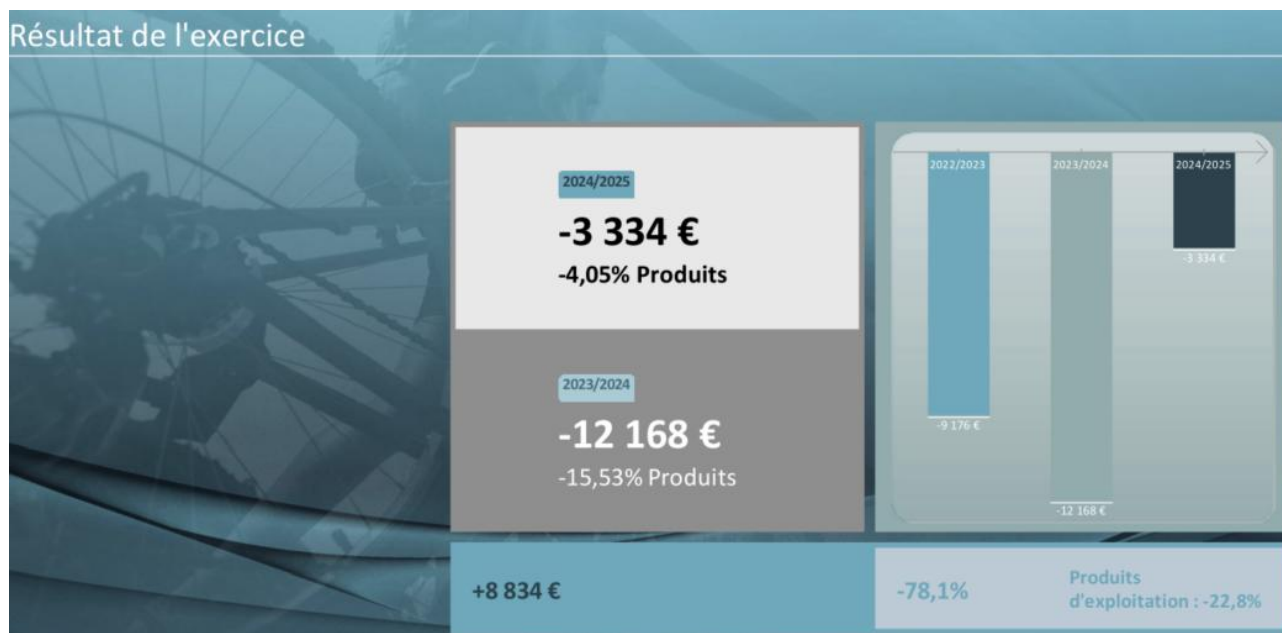 Résultat de l'exercice
2024/2025
-3 334 €
-4,05% Produits
2023/2024
-12 168 €
-15,53% Produits
2022/2023
2023/2024
2024/2025
-3 334 €
-9 176 €
-12 168 €
+8 834 €
-78,1%
Produits
d'exploitation : -22,8%